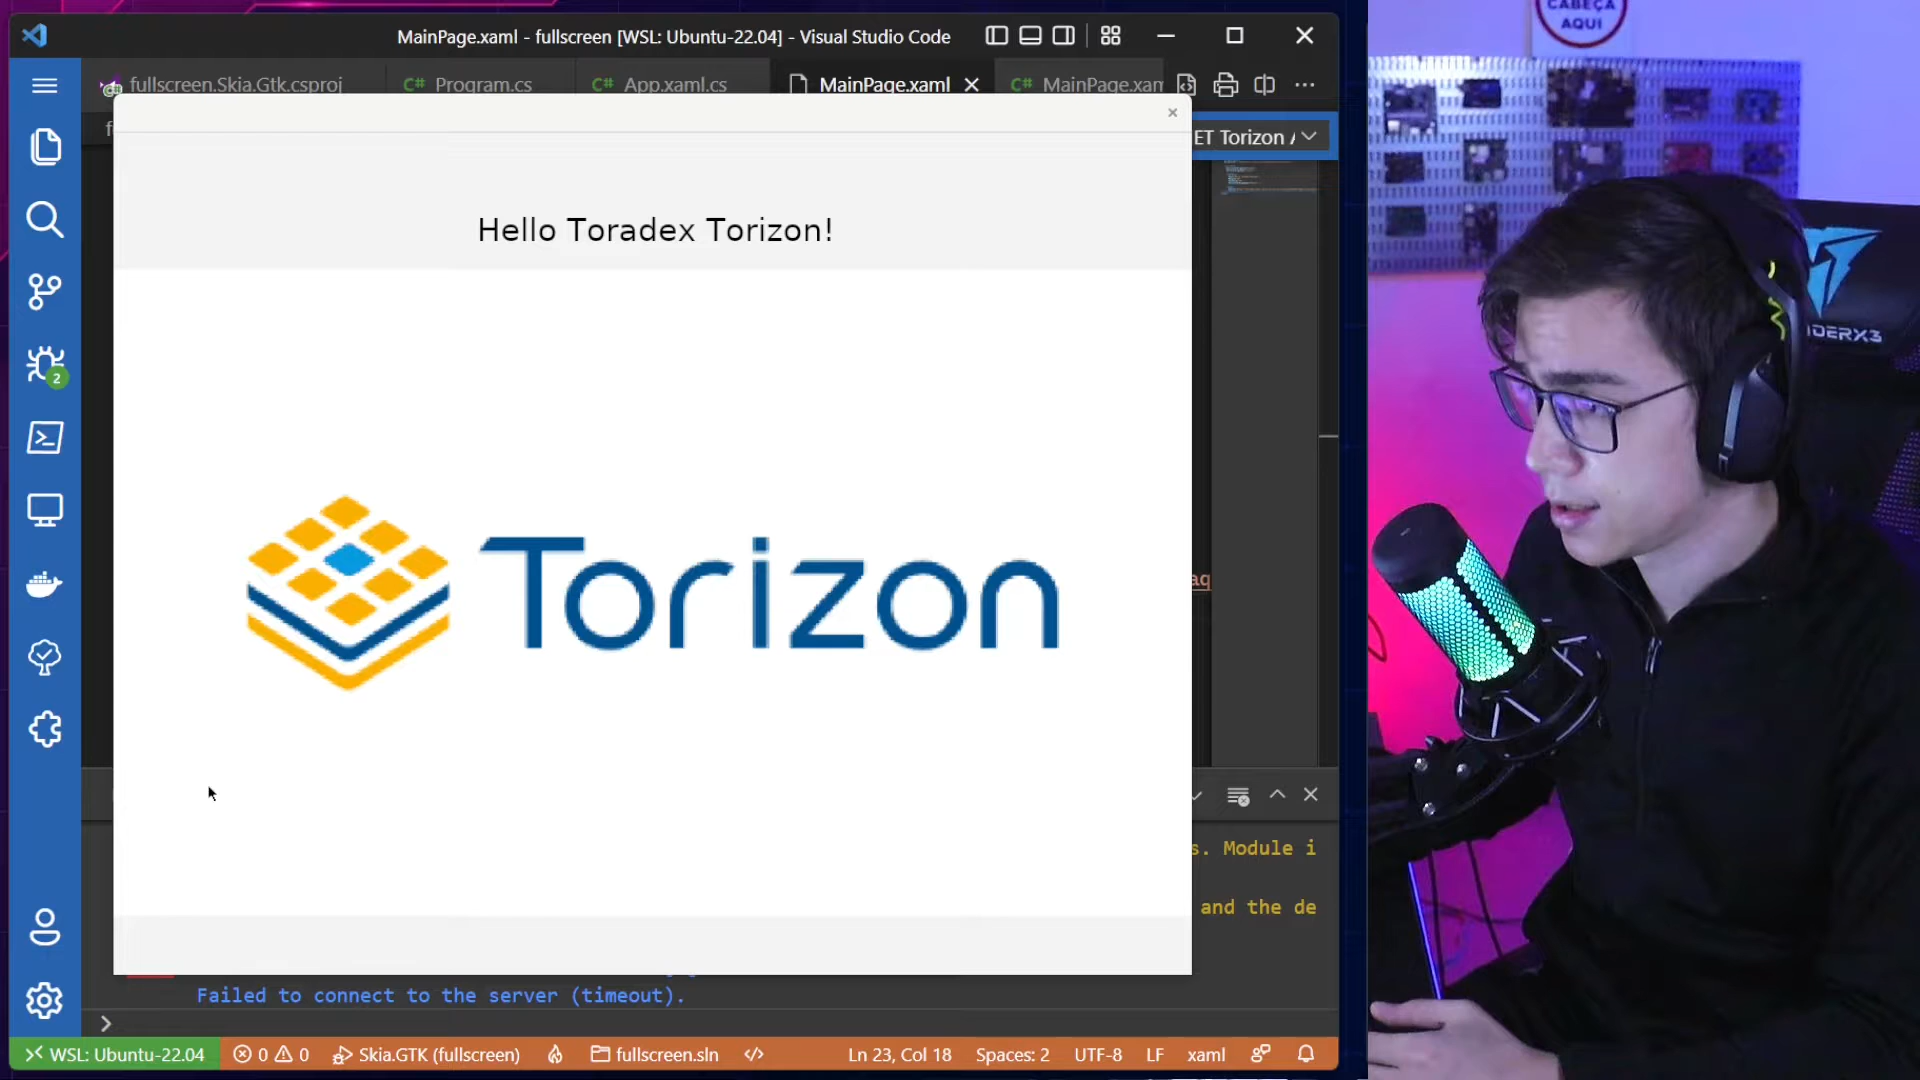 MainPage.xaml - fullscreen [WSL: Ubuntu-22.04] - Visual Studio Code
fullscreen.Skia.Gtk.csproj
C# Program.cs
C# App.xaml.cs
MainPage.xaml
C# MainPage.xam
ET Torizon
Hello Toradex Torizon!
Torizon
aq
2
s. Module i
and the de
Failed to connect to the server (timeout).
WSL: Ubuntu-22.04
0
0
Skia.GTK (fullscreen)
fullscreen.sln
Ln 23, Col 18
Spaces: 2
UTF-8
LF
xaml
CABEÇA
AQUI
DERX3